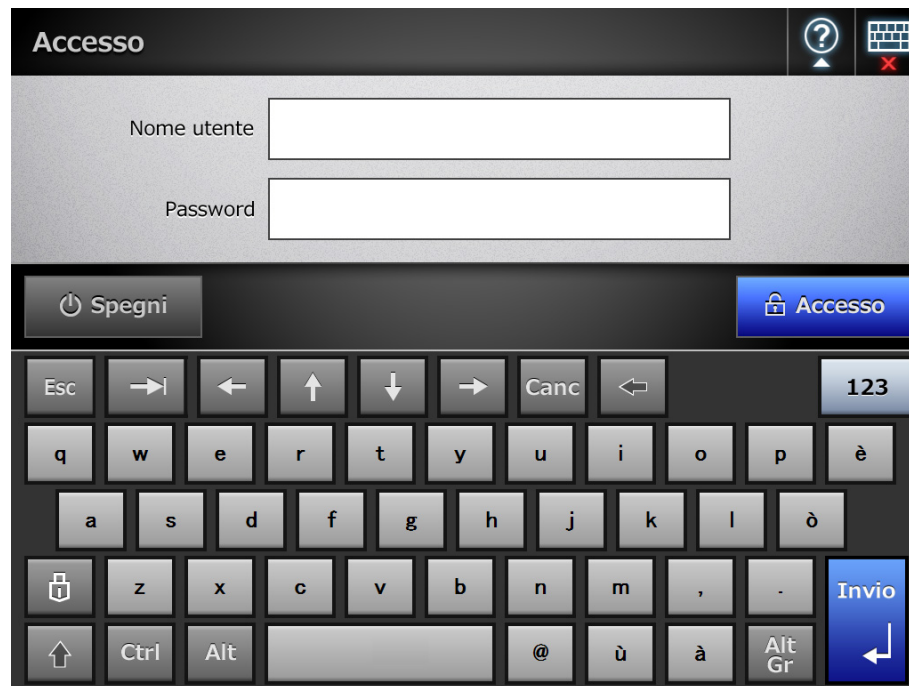 Accesso
Nome utente
Password
Spegni Accesso
Esc Canc 123
q w e r t y u i o p è
a s d f g h j k l ò
z x c v b n m , . Invio
Ctrl Alt @ ù à Alt Gr